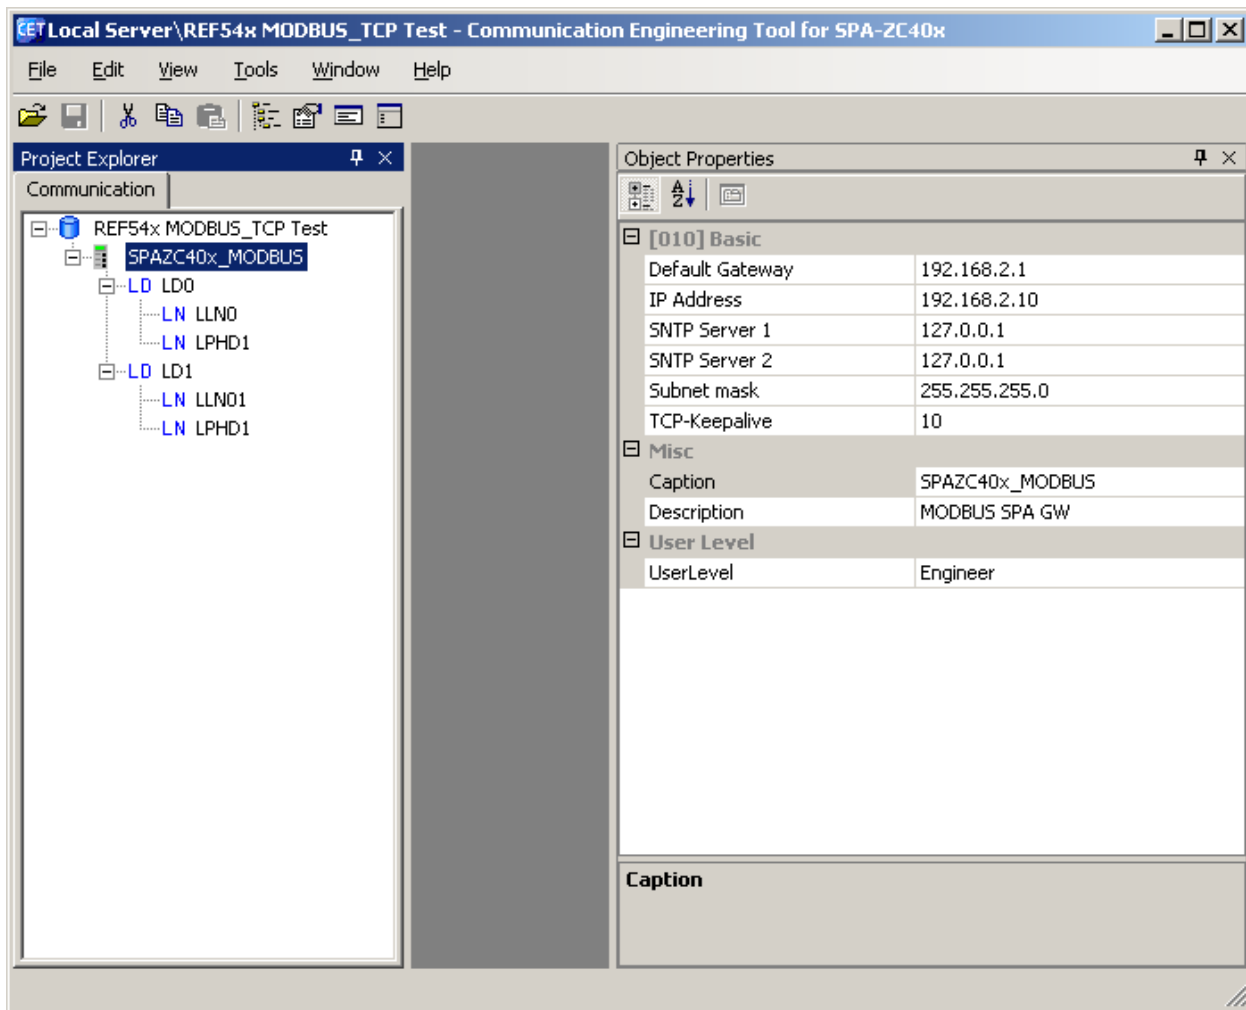 CET Local Server\REF54x MODBUS_TCP Test - Communication Engineering Tool for SPA-ZC40x
File Edit View Tools Window Help
Project Explorer
Communication
REF54x MODBUS_TCP Test
SPAZC40x_MODBUS
LD LD0
LN LLN0
LN LPHD1
LD LD1
LN LLN01
LN LPHD1
Object Properties
[010] Basic
Default Gateway 192.168.2.1
IP Address 192.168.2.10
SNTP Server 1 127.0.0.1
SNTP Server 2 127.0.0.1
Subnet mask 255.255.255.0
TCP-Keepalive 10
Misc
Caption SPAZC40x_MODBUS
Description MODBUS SPA GW
User Level
UserLevel Engineer
Caption